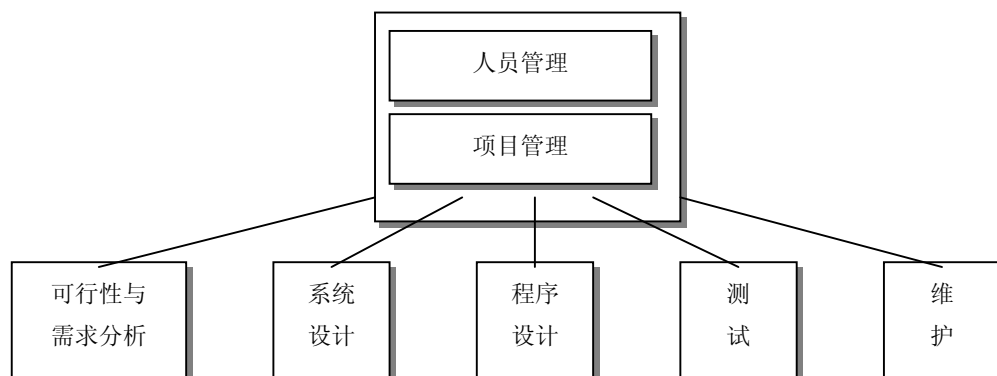 人员管理
项目管理
可行性与
需求分析
系统
设计
程序
设计
测
试
维
护